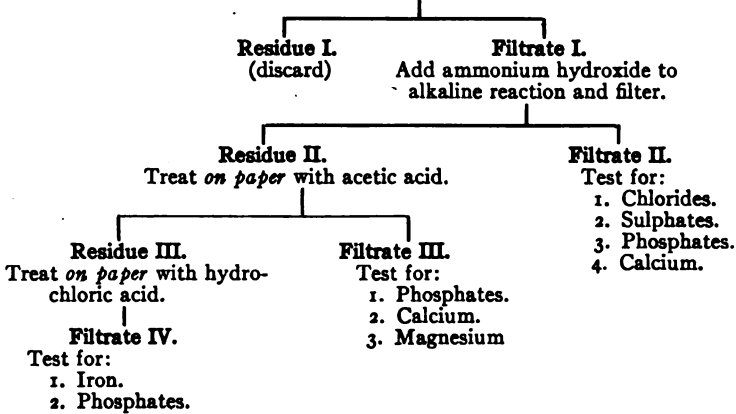 Residue I.
(discard)
Filtrate I.
Add ammonium hydroxide to
alkaline reaction and filter.
Residue II.
Treat on paper with acetic acid.
Filtrate II.
Test for:
1. Chlorides.
2. Sulphates.
3. Phosphates.
4. Calcium.
Residue III.
Treat on paper with hydro-
chloric acid.
Filtrate III.
Test for:
1. Phosphates.
2. Calcium.
3. Magnesium
Filtrate IV.
Test for:
1. Iron.
2. Phosphates.